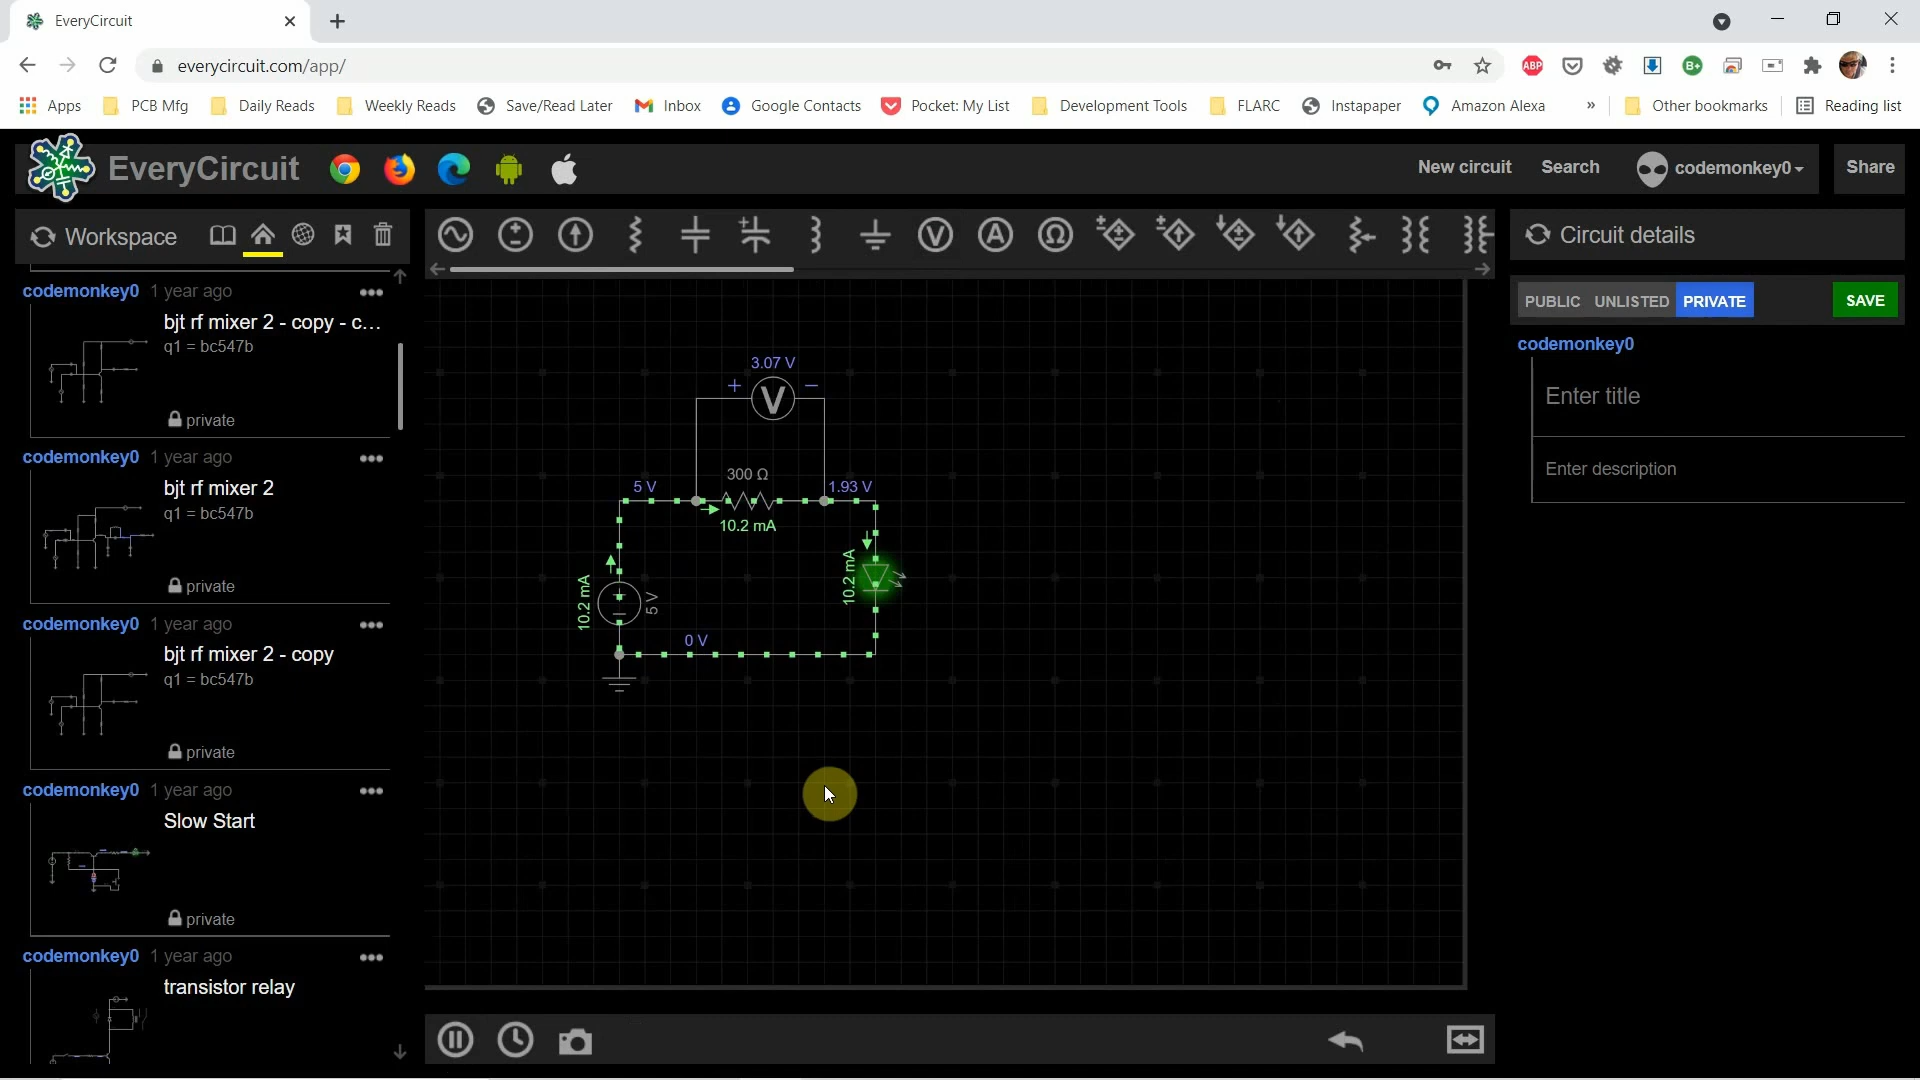 EveryCircuit
everycircuit.com/app/
ABP
B+
Apps
PCB Mfg
Daily Reads
Weekly Reads
Save/Read Later
Inbox
Google Contacts
Pocket: My List
Development Tools
FLARC
Instapaper
Amazon Alexa
»
Other bookmarks
Reading list
EveryCircuit
New circuit
Search
codemonkey0
Share
Workspace
V
A
Ω
Circuit details
codemonkey0 1 year ago
bjt rf mixer 2 - copy - c...
q1 = bc547b
private
codemonkey0 1 year ago
bjt rf mixer 2
q1 = bc547b
private
codemonkey0 1 year ago
bjt rf mixer 2 - copy
q1 = bc547b
private
codemonkey0 1 year ago
Slow Start
private
codemonkey0 1 year ago
transistor relay
3.07 V
+ V −
300 Ω
5 V
1.93 V
10.2 mA
10.2 mA
10.2 mA
5 V
0 V
PUBLIC UNLISTED PRIVATE
SAVE
codemonkey0
Enter title
Enter description